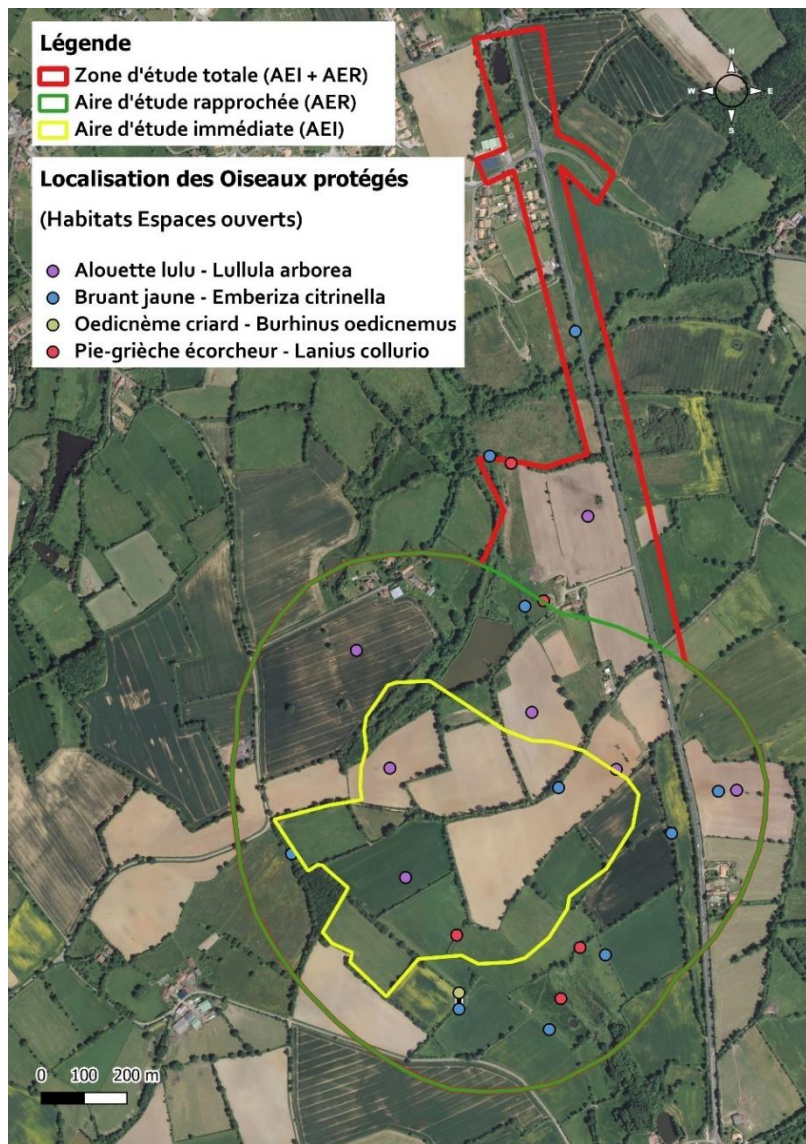 Légende
Zone d'étude totale (AEI + AER)
Aire d'étude rapprochée (AER)
Aire d'étude immédiate (AEI)
Localisation des Oiseaux protégés
(Habitats Espaces ouverts)
Alouette lulu - Lullula arborea
Bruant jaune - Emberiza citrinella
Oedicnème criard - Burhinus oedicnemus
Pie-grièche écorcheur - Lanius collurio
N
W E
S
0 100 200 m